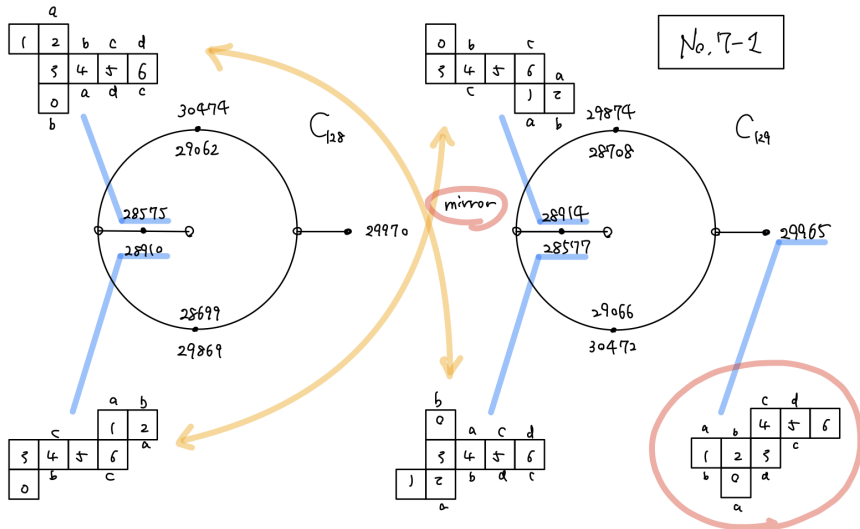 No. 7-1
a
1 2 b c d
3 4 5 6
0 a d c
b
30474
29062
C128
28575
28910
29970
28699
29869
a b
c 1 2
3 4 5 6 a
0 b c
mirror
0 b c
3 4 5 6 a
c 1 2
a b
29874
28708
C129
28914
28577
29965
29066
30472
b
0 a c d
3 4 5 6
1 2 b d c
a
c d
a b 4 5 6
1 2 3 c
b 0 d
a